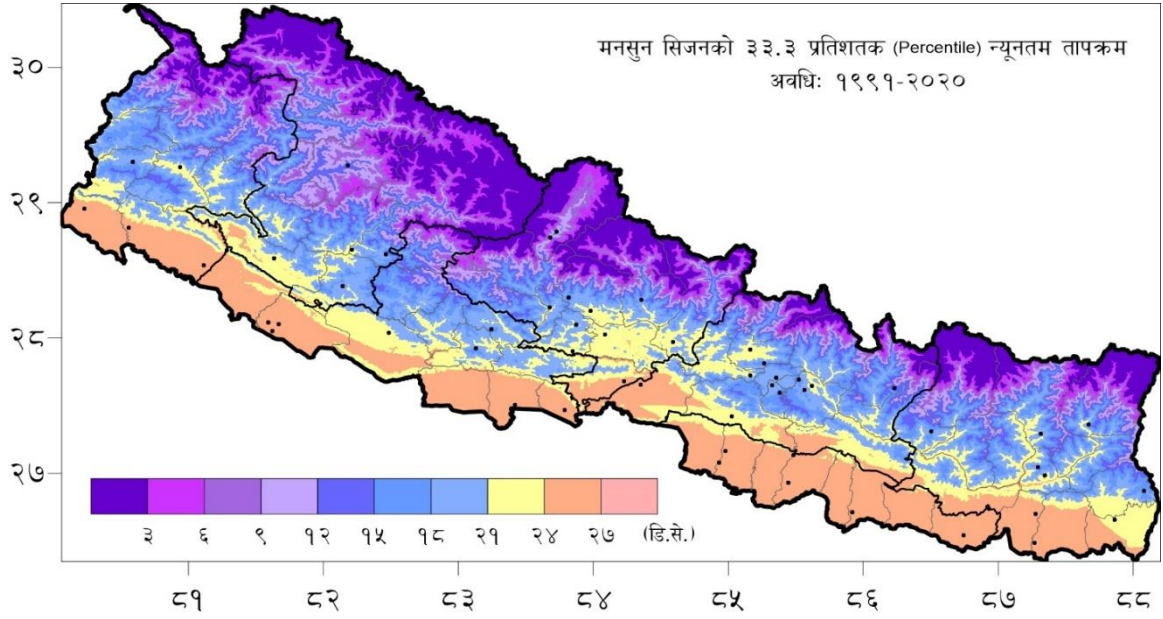 मनसुन सिजनको ३३.३ प्रतिशतक (Percentile) न्यूनतम तापक्रम
अवधिः १९९१-२०२०
३०
२९
२८
२७
३ ६ ९ १२ १५ १८ २१ २४ २७ (डि.से.)
८१ ८२ ८३ ८४ ८५ ८६ ८७ ८८